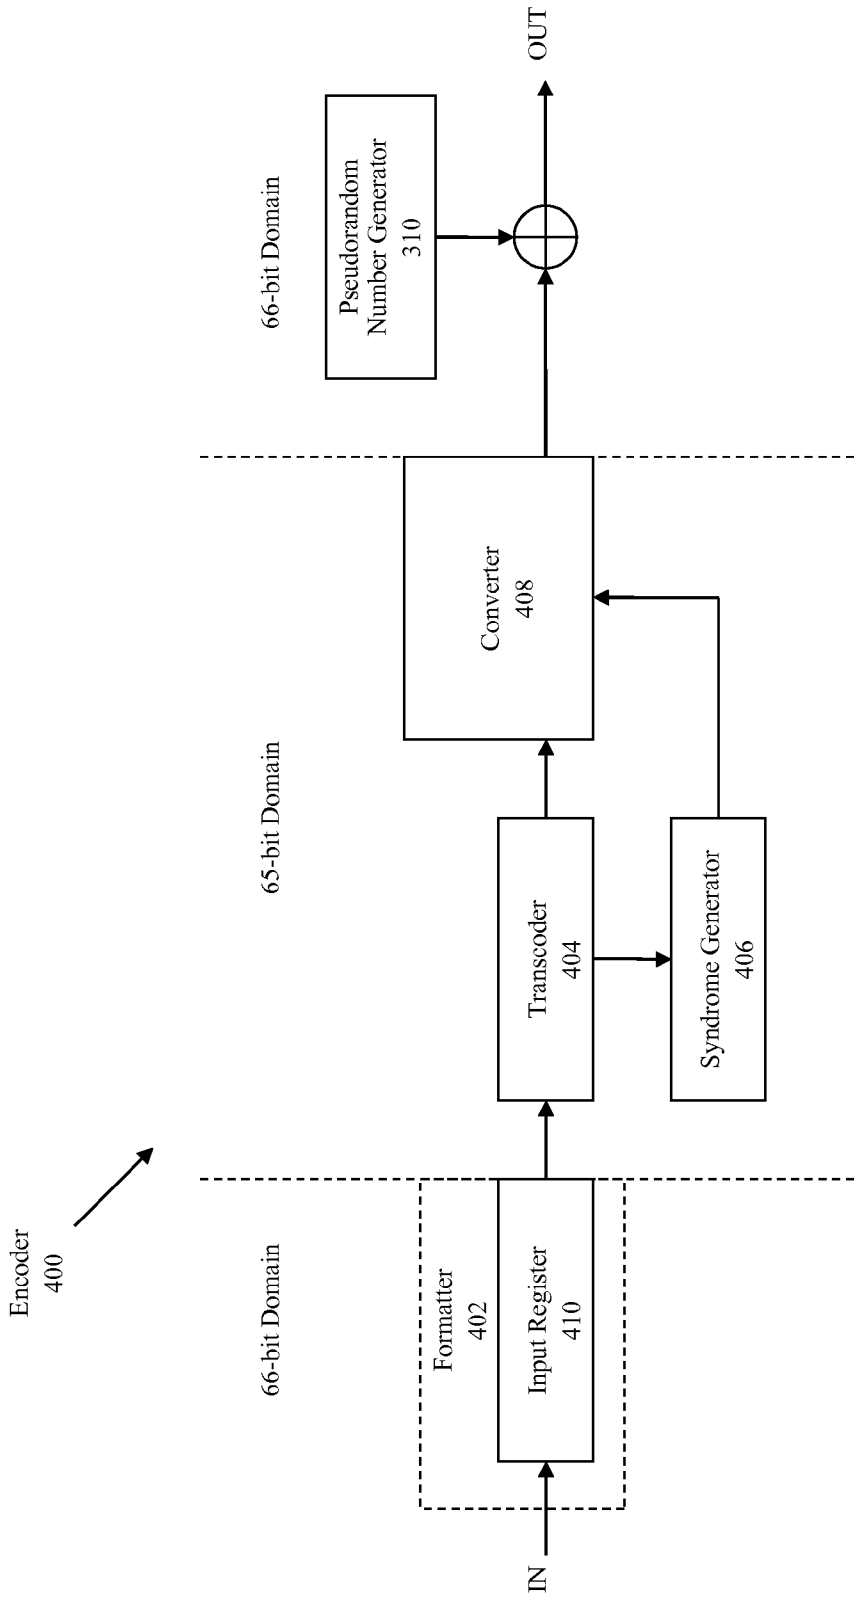 Encoder
400
66-bit Domain
65-bit Domain
66-bit Domain
Formatter
402
Input Register
410
IN
Transcoder
404
Syndrome Generator
406
Converter
408
Pseudorandom
Number Generator
310
OUT